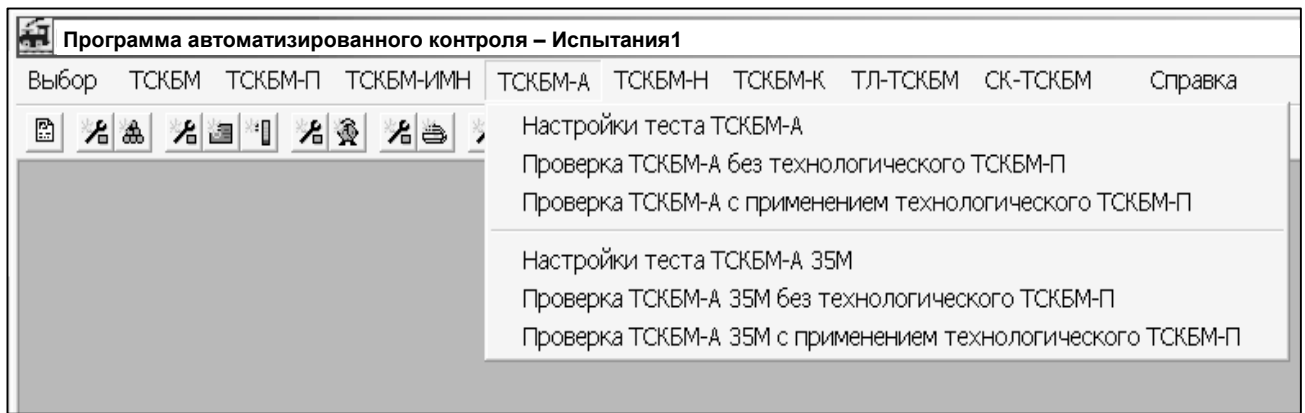 Программа автоматизированного контроля – Испытания1
Выбор ТСКБМ ТСКБМ-П ТСКБМ-ИМН ТСКБМ-А ТСКБМ-Н ТСКБМ-К ТЛ-ТСКБМ СК-ТСКБМ Справка
Настройки теста ТСКБМ-А
Проверка ТСКБМ-А без технологического ТСКБМ-П
Проверка ТСКБМ-А с применением технологического ТСКБМ-П
Настройки теста ТСКБМ-А 35М
Проверка ТСКБМ-А 35М без технологического ТСКБМ-П
Проверка ТСКБМ-А 35М с применением технологического ТСКБМ-П